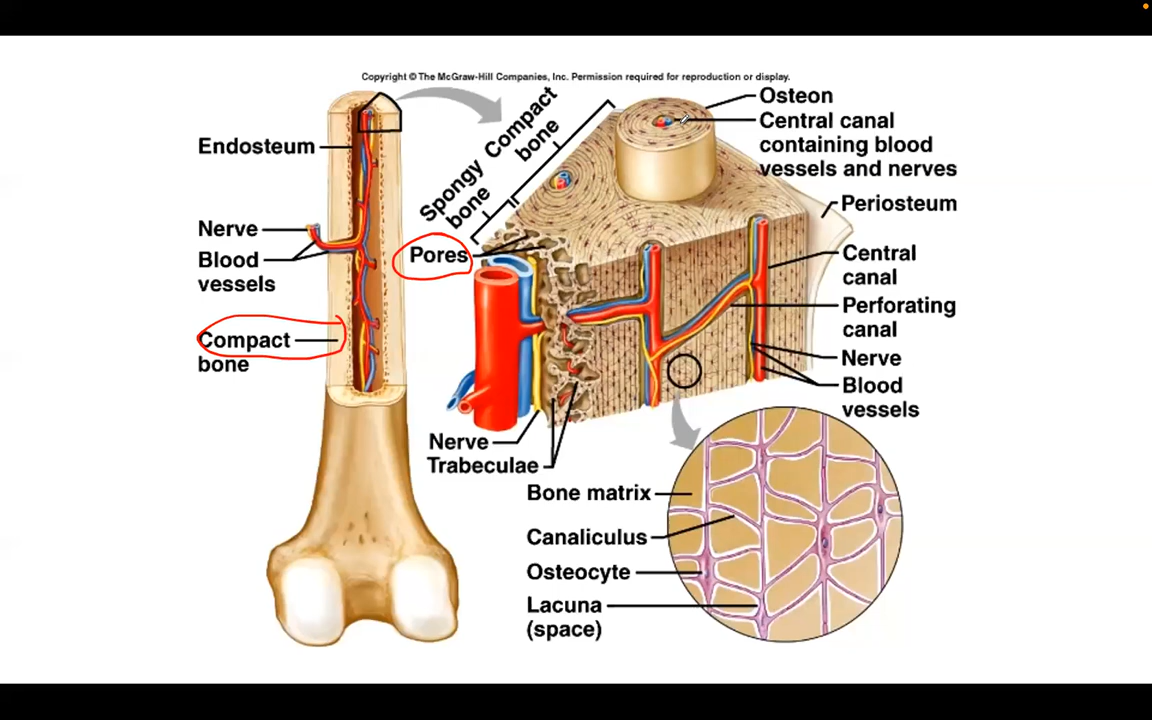 Copyright © The McGraw-Hill Companies, Inc. Permission required for reproduction or display.
Endosteum
Nerve
Blood
vessels
Compact
bone
Spongy
bone
Compact
bone
Pores
Nerve
Trabeculae
Osteon
Central canal
containing blood
vessels and nerves
Periosteum
Central
canal
Perforating
canal
Nerve
Blood
vessels
Bone matrix
Canaliculus
Osteocyte
Lacuna
(space)